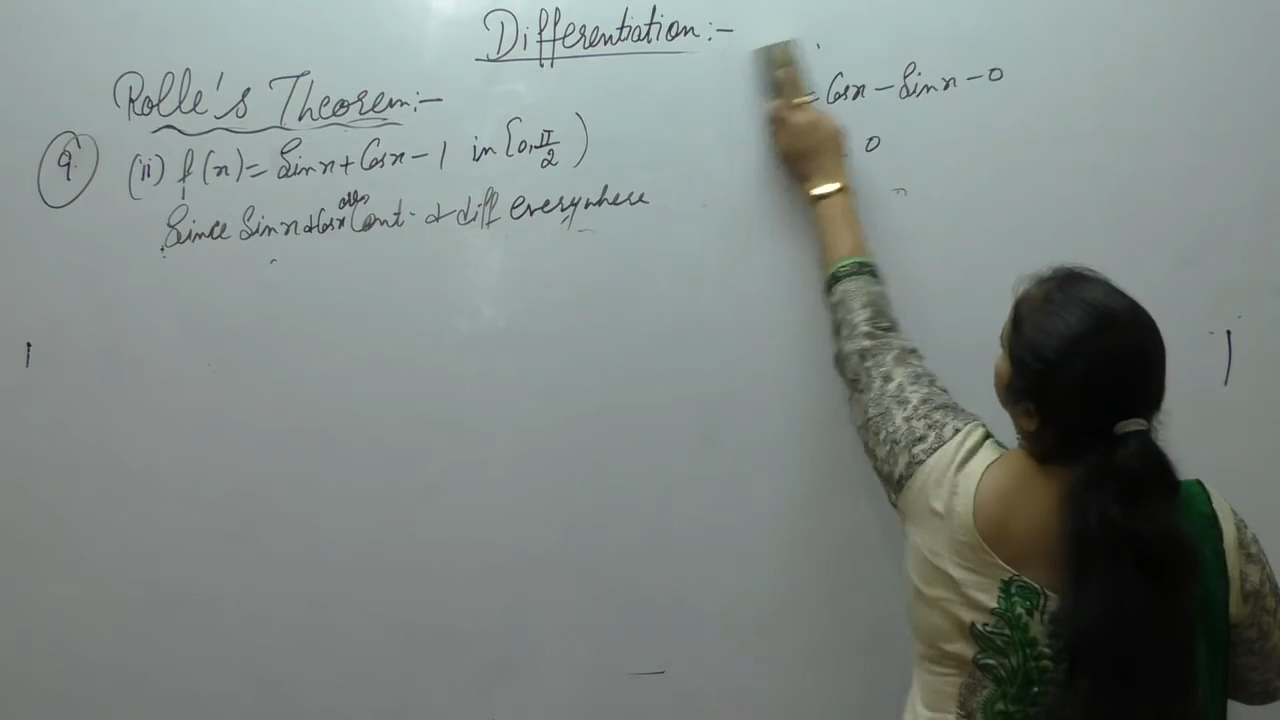 Differentiation:-
Rolle's Theorem:-
9. (ii) f(x) = Sinx + Cosx - 1 in [0, π/2)
Since Sinx & Cosx are Cont. & diff everywhere
= Cosx - Sinx - 0
0